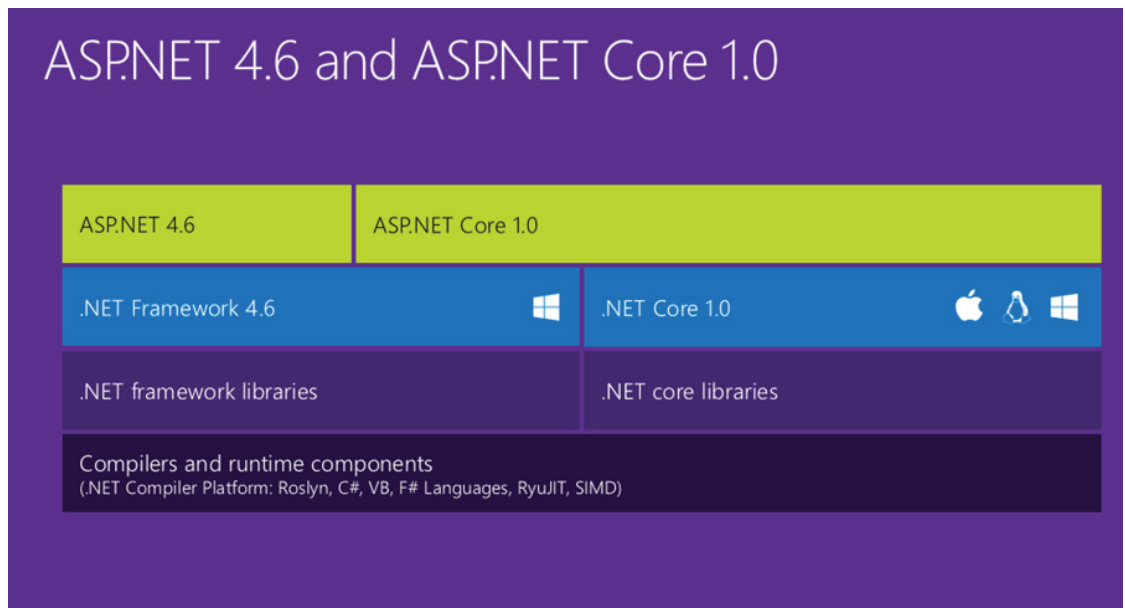 ASP.NET 4.6 and ASP.NET Core 1.0
ASP.NET 4.6
ASP.NET Core 1.0
.NET Framework 4.6
.NET Core 1.0
.NET framework libraries
.NET core libraries
Compilers and runtime components
(.NET Compiler Platform: Roslyn, C#, VB, F# Languages, RyuJIT, SIMD)